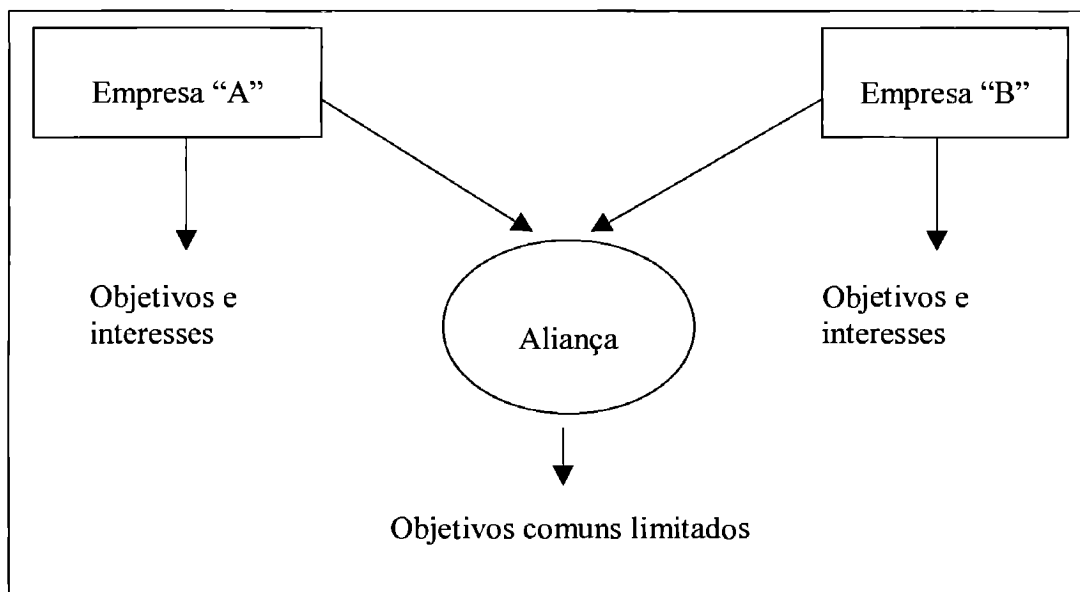 Empresa “A”
Empresa “B”
Objetivos e
interesses
Objetivos e
interesses
Aliança
Objetivos comuns limitados